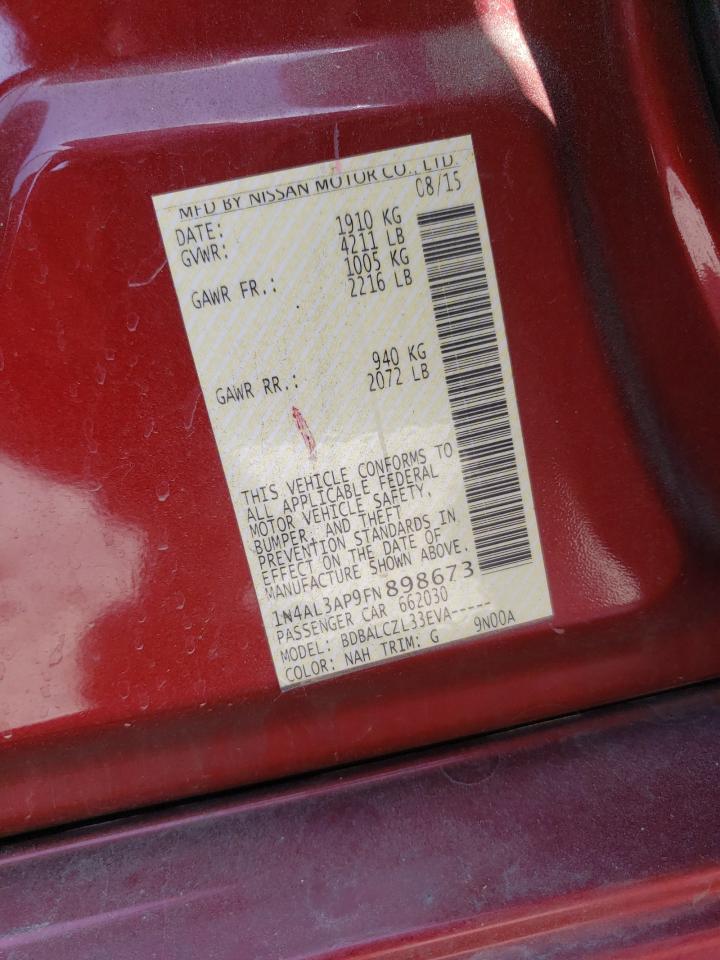 MFD BY NISSAN MOTOR CO., LTD.
DATE: 08/15
GVWR: 1910 KG
4211 LB
GAWR FR.: 1005 KG
2216 LB
GAWR RR.: 940 KG
2072 LB
THIS VEHICLE CONFORMS TO
ALL APPLICABLE FEDERAL
MOTOR VEHICLE SAFETY,
BUMPER, AND THEFT
PREVENTION STANDARDS IN
EFFECT ON THE DATE OF
MANUFACTURE SHOWN ABOVE.
1N4AL3AP9FN898673
PASSENGER CAR 662030
MODEL: BDBALCZL33EVA-----
COLOR: NAH TRIM: G 9N00A